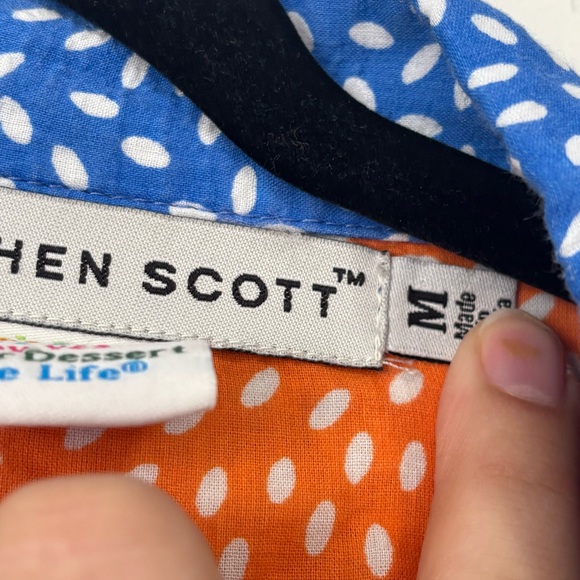 HEN SCOTT™
M
Made
Dessert
e Life®